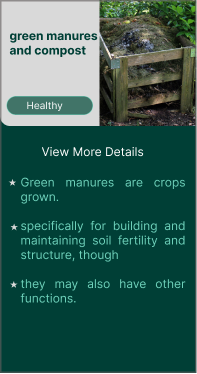 green manures
and compost
Healthy
View More Details
★ Green manures are crops
grown.
★ specifically for building and
maintaining soil fertility and
structure, though
★ they may also have other
functions.